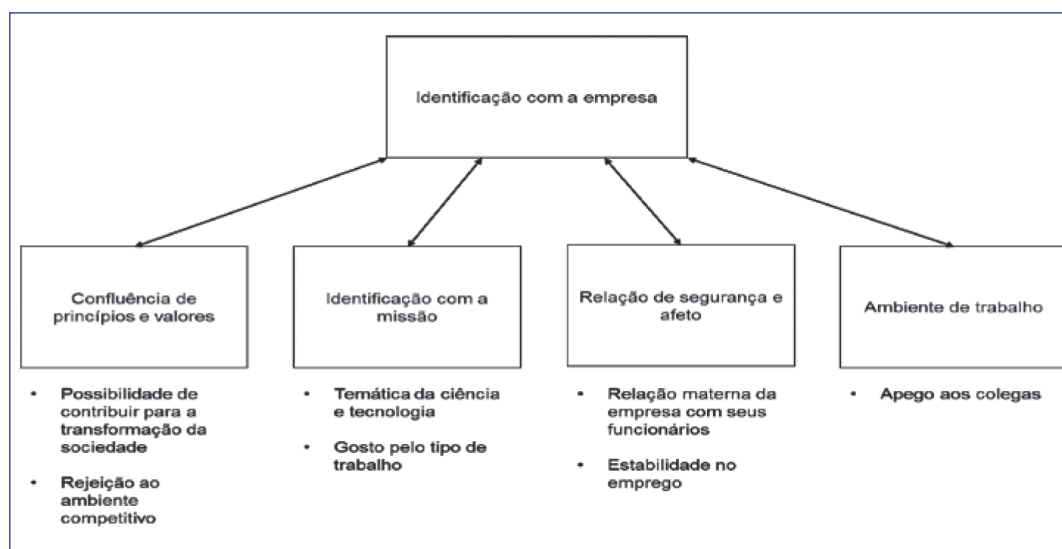 Identificação com a empresa
Confluência de
princípios e valores
Identificação com a
missão
Relação de segurança e
afeto
Ambiente de trabalho
• Possibilidade de
contribuir para a
transformação da
sociedade
• Rejeição ao
ambiente
competitivo
• Temática da ciência
e tecnologia
• Gosto pelo tipo de
trabalho
• Relação materna da
empresa com seus
funcionários
• Estabilidade no
emprego
• Apego aos colegas